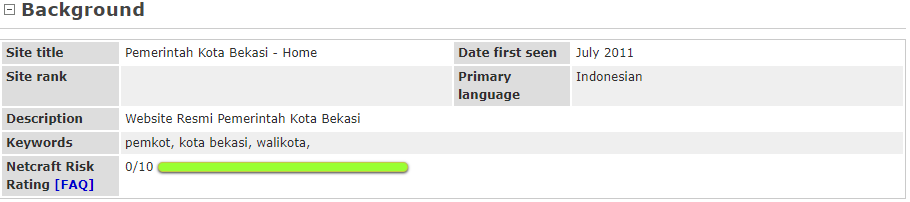 Background
Site title Pemerintah Kota Bekasi - Home Date first seen July 2011
Site rank Primary language Indonesian
Description Website Resmi Pemerintah Kota Bekasi
Keywords pemkot, kota bekasi, walikota,
Netcraft Risk Rating [FAQ] 0/10